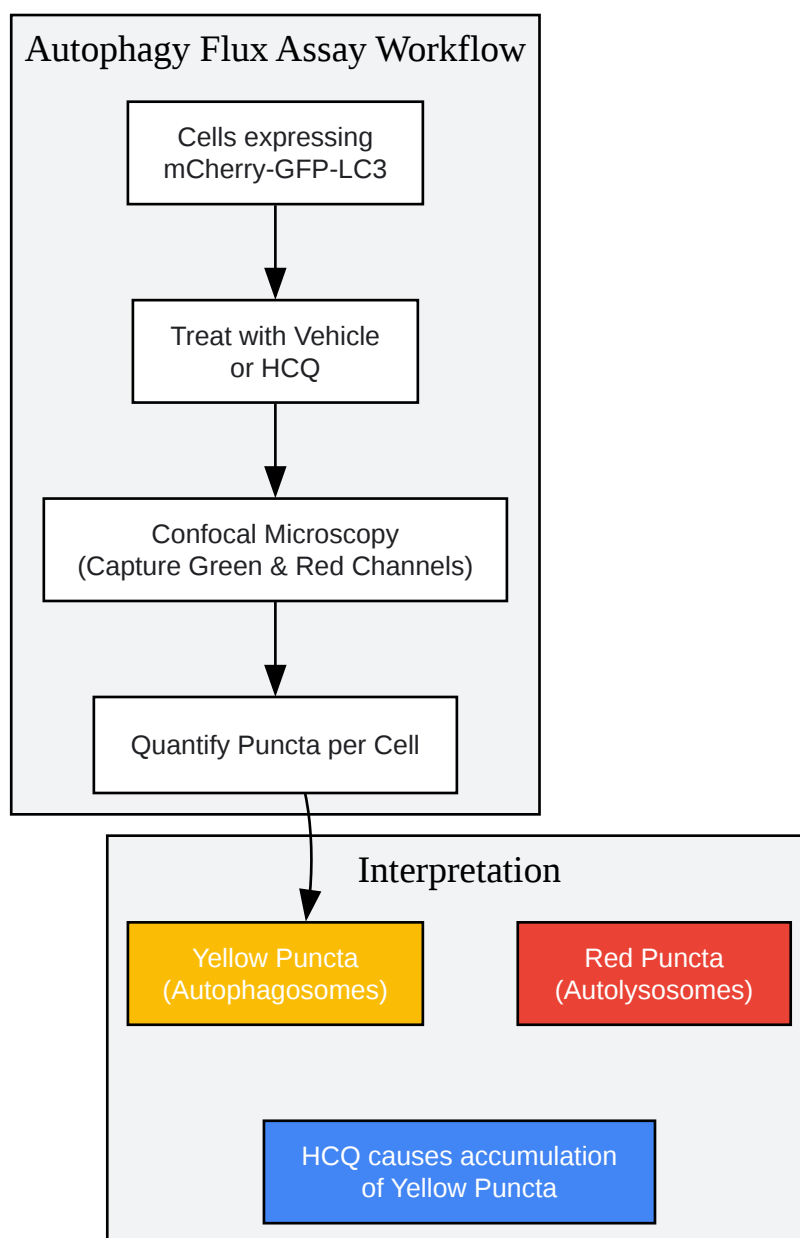 Autophagy Flux Assay Workflow
Cells expressing
mCherry-GFP-LC3
Treat with Vehicle
or HCQ
Confocal Microscopy
(Capture Green & Red Channels)
Quantify Puncta per Cell
Interpretation
Yellow Puncta
(Autophagosomes)
Red Puncta
(Autolysosomes)
HCQ causes accumulation
of Yellow Puncta